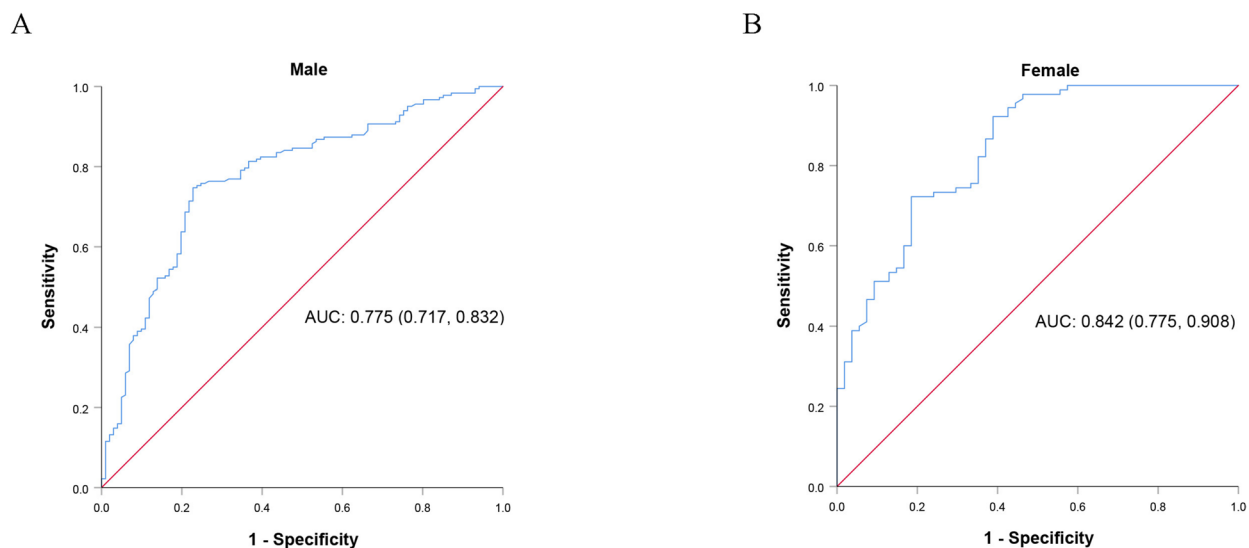 A
Male
1.0
0.8
0.6
0.4
0.2
0.0
Sensitivity
AUC: 0.775 (0.717, 0.832)
0.0 0.2 0.4 0.6 0.8 1.0
1 - Specificity
B
Female
1.0
0.8
0.6
0.4
0.2
0.0
Sensitivity
AUC: 0.842 (0.775, 0.908)
0.0 0.2 0.4 0.6 0.8 1.0
1 - Specificity